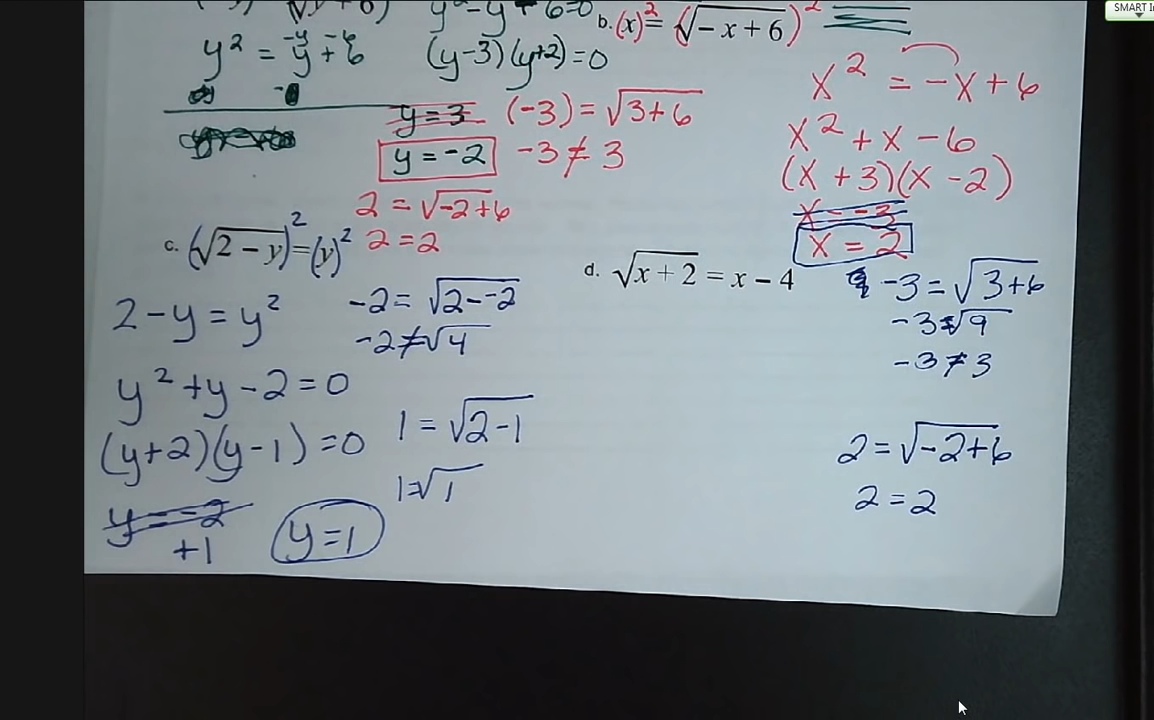 SMART
y² - y + 6 = 0
b. (x)² = (√-x + 6)²
y² = y + 6
-y -6
(y-3)(y+2) = 0
x² = -x + 6
y = 3
(-3) = √3+6
x² + x - 6
y = -2
-3 ≠ 3
(x + 3)(x - 2)
2 = √-2+6
x = -3
c. (√2 - y)² = (y)²
2 = 2
x = 2
d. √x + 2 = x - 4
-3 = √3+6
2 - y = y²
-2 = √2--2
-3 = √9
-2 ≠ √4
-3 ≠ 3
y² + y - 2 = 0
1 = √2-1
(y+2)(y-1) = 0
2 = √-2+6
1 = √1
2 = 2
y = -2
y = 1
+1